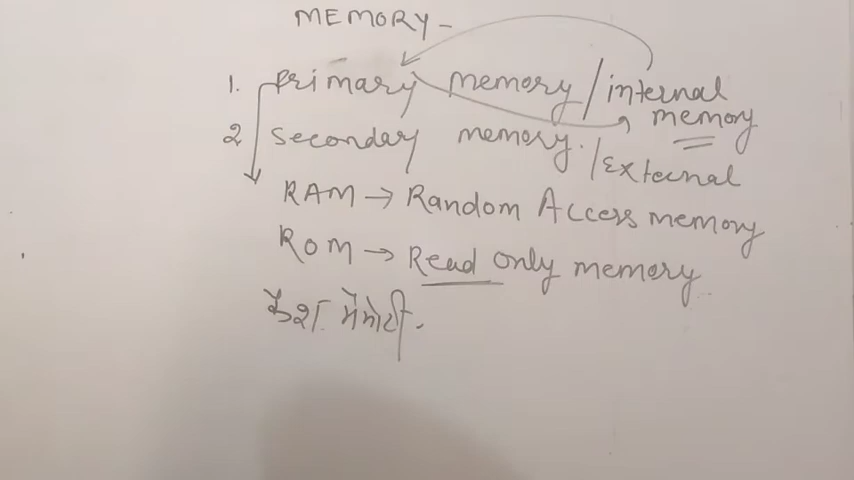 MEMORY -
1. Primary memory / internal memory
2 Secondary memory. / External
RAM → Random Access memory
ROM → Read only memory
कैश मेमोरी.